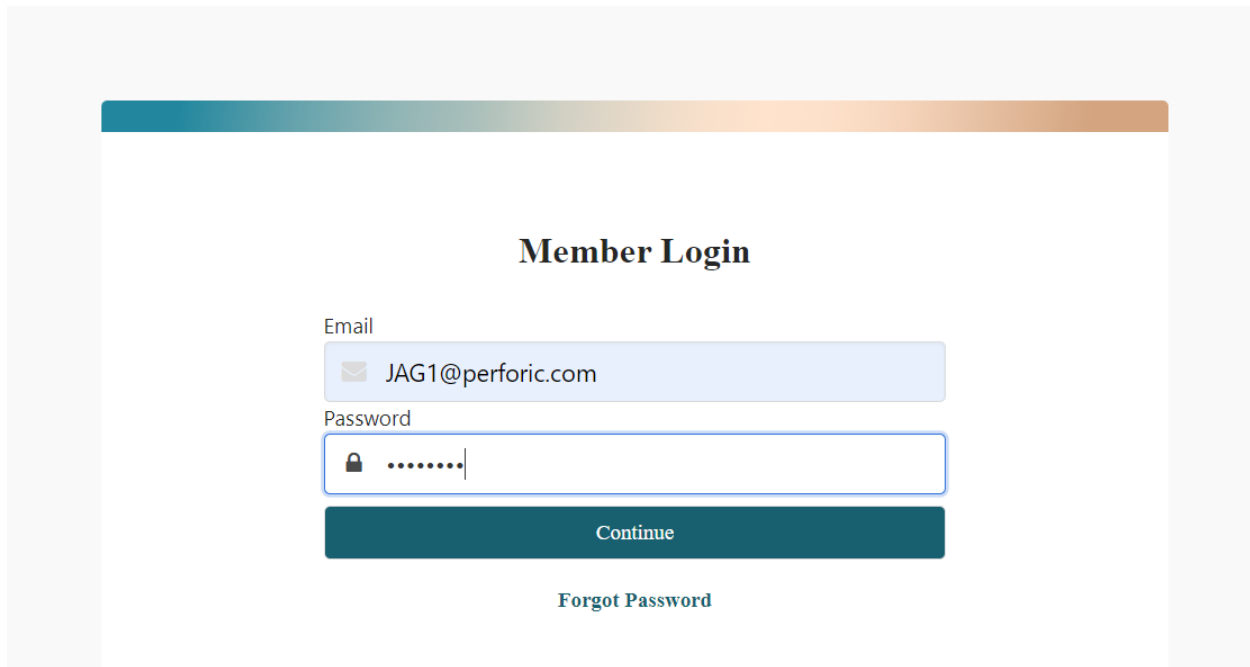 Member Login
Email
JAG1@perforic.com
Password
••••••••
Continue
Forgot Password